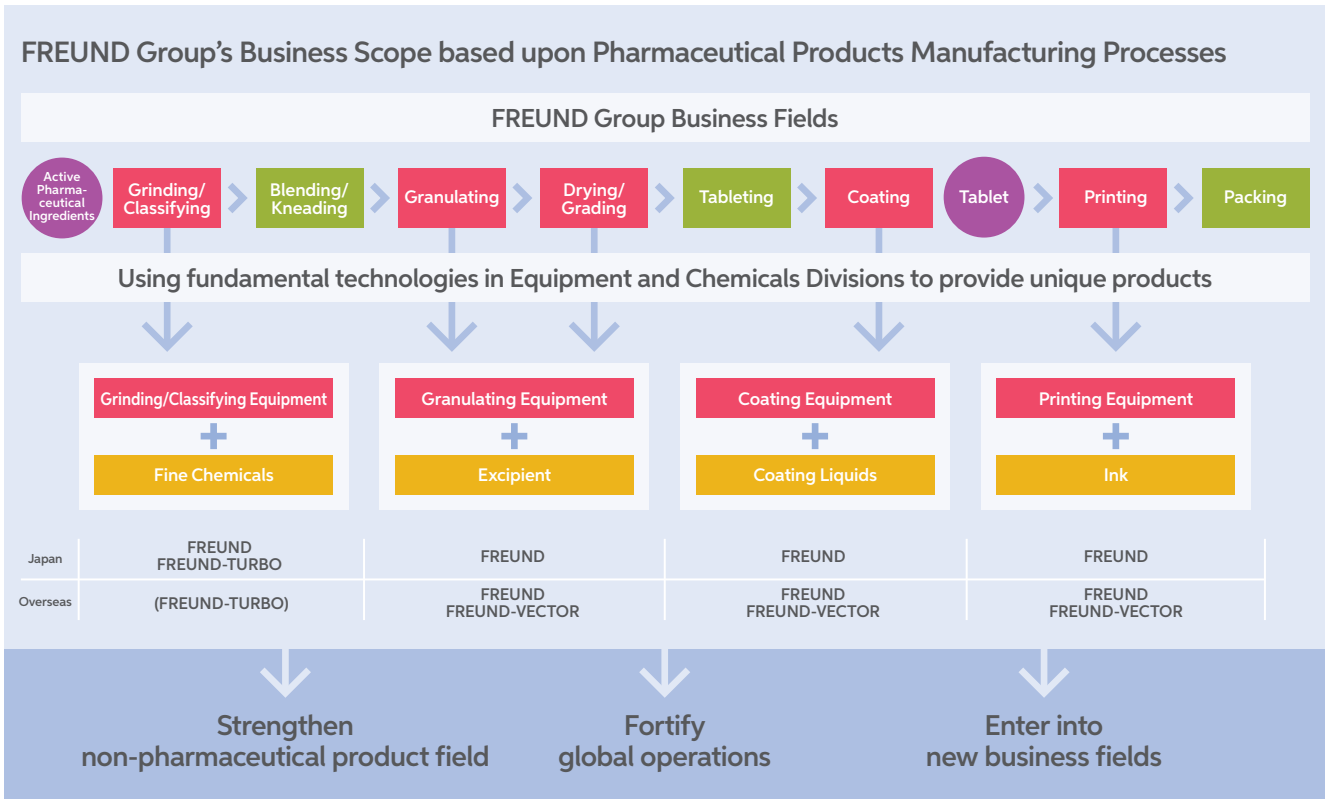 FREUND Group’s Business Scope based upon Pharmaceutical Products Manufacturing Processes
FREUND Group Business Fields
Active
Pharma-
ceutical
Ingredients
Grinding/
Classifying
Blending/
Kneading
Granulating
Drying/
Grading
Tableting
Coating
Tablet
Printing
Packing
Using fundamental technologies in Equipment and Chemicals Divisions to provide unique products
Grinding/Classifying Equipment
+
Fine Chemicals
Granulating Equipment
+
Excipient
Coating Equipment
+
Coating Liquids
Printing Equipment
+
Ink
Japan
FREUND
FREUND-TURBO
FREUND
FREUND
FREUND
Overseas
(FREUND-TURBO)
FREUND
FREUND-VECTOR
FREUND
FREUND-VECTOR
FREUND
FREUND-VECTOR
Strengthen
non-pharmaceutical product field
Fortify
global operations
Enter into
new business fields